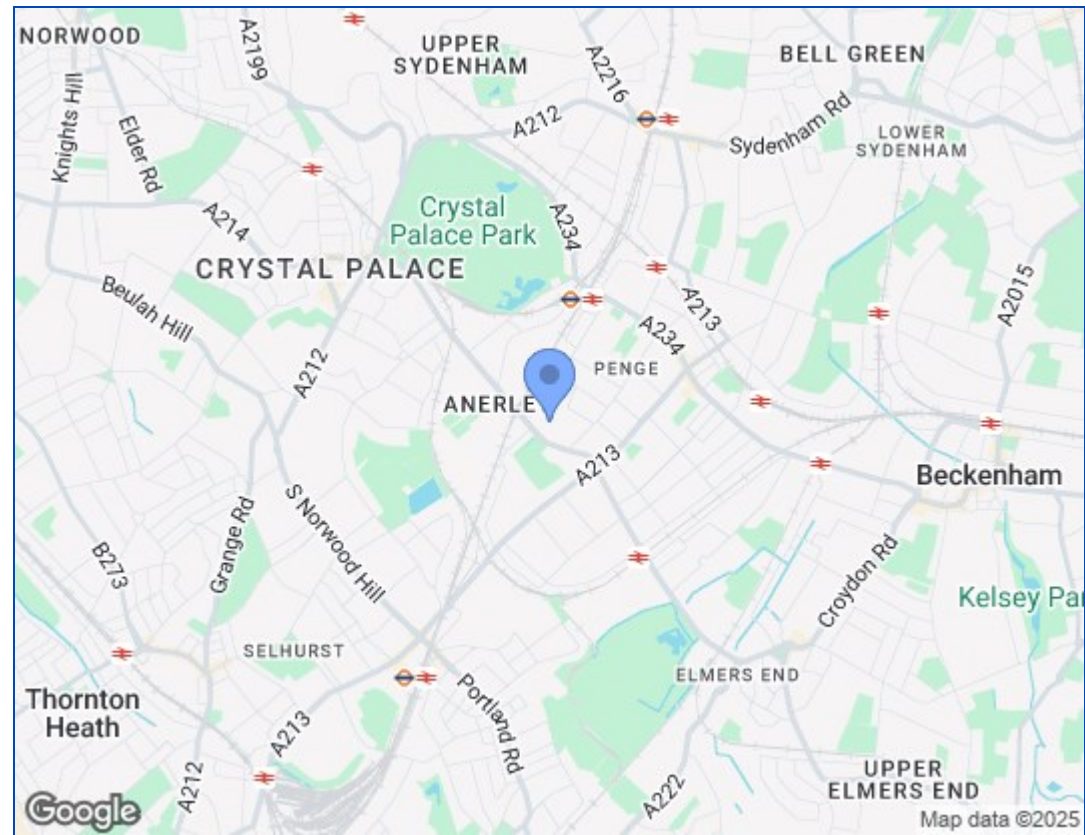 NORWOOD
A2199
UPPER
SYDENHAM
A2216
BELL GREEN
Knights Hill
Elder Rd
A212
Sydenham Rd
LOWER
SYDENHAM
A214
Crystal
Palace Park
A234
CRYSTAL PALACE
A2015
Beulah Hill
A213
A234
A212
PENGE
ANERLE
A213
Beckenham
S Norwood Hill
Grange Rd
B273
Croydon Rd
Kelsey Par
SELHURST
ELMERS END
Thornton
Heath
Portland Rd
A213
A212
A222
UPPER
ELMERS END
Google
Map data ©2025